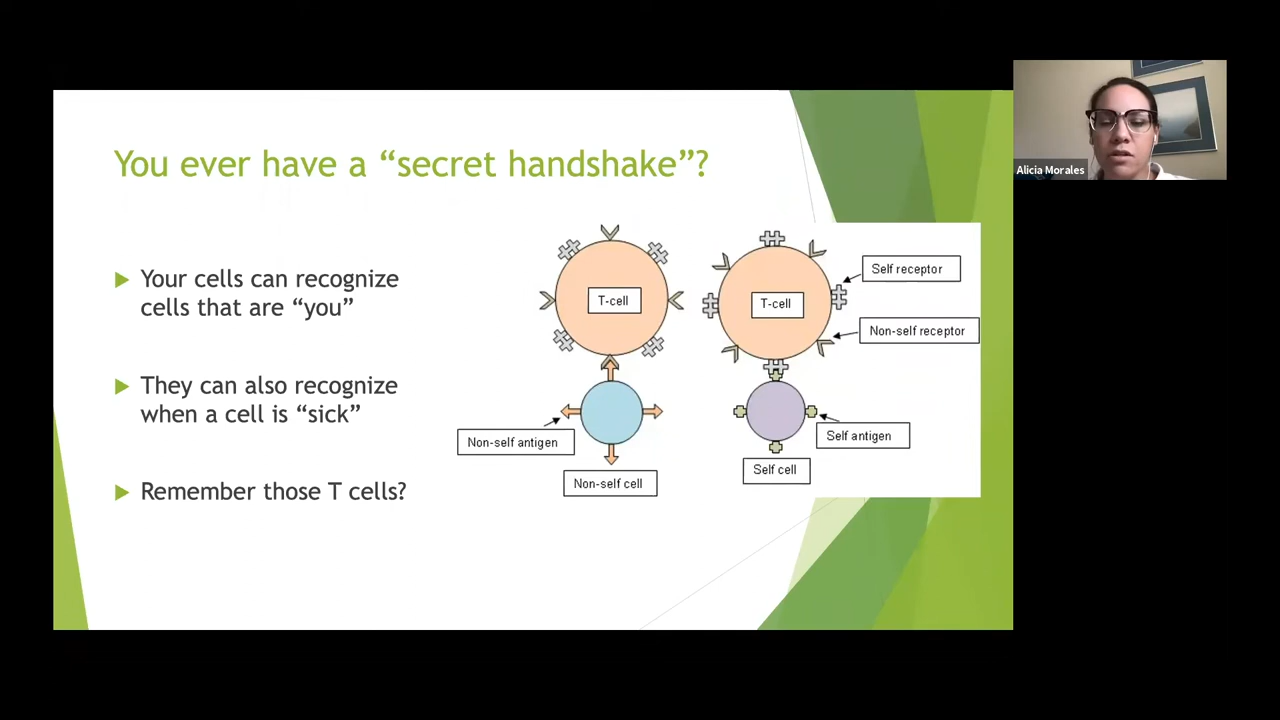 You ever have a “secret handshake”?
Your cells can recognize
cells that are “you”
They can also recognize
when a cell is “sick”
Remember those T cells?
T-cell
T-cell
Self receptor
Non-self receptor
Non-self antigen
Self antigen
Non-self cell
Self cell
Alicia Morales